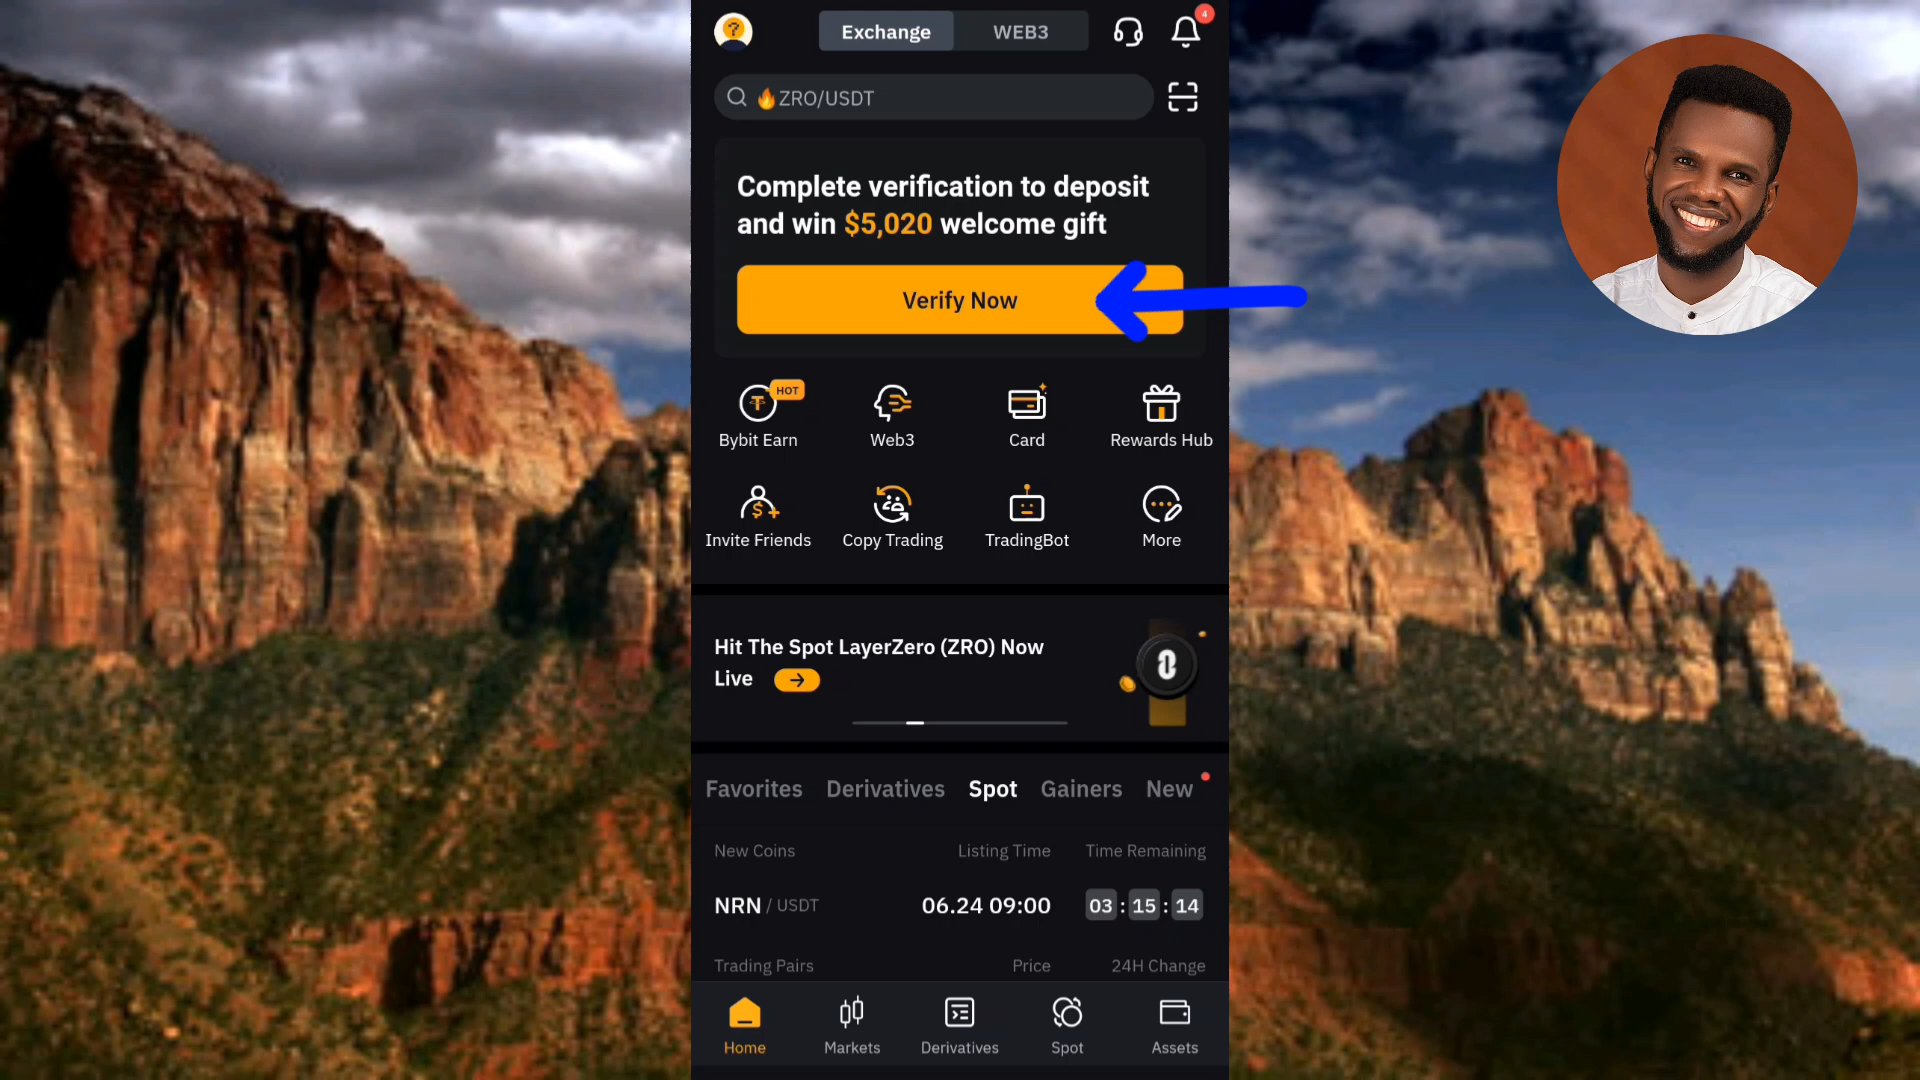 Exchange
WEB3
4
ZRO/USDT
Complete verification to deposit
and win $5,020 welcome gift
Verify Now
HOT
Bybit Earn
Web3
Card
Rewards Hub
Invite Friends
Copy Trading
TradingBot
More
Hit The Spot LayerZero (ZRO) Now
Live
Favorites
Derivatives
Spot
Gainers
New
New Coins
Listing Time
Time Remaining
NRN / USDT
06.24 09:00
03 : 15 : 14
Trading Pairs
Price
24H Change
Home
Markets
Derivatives
Spot
Assets